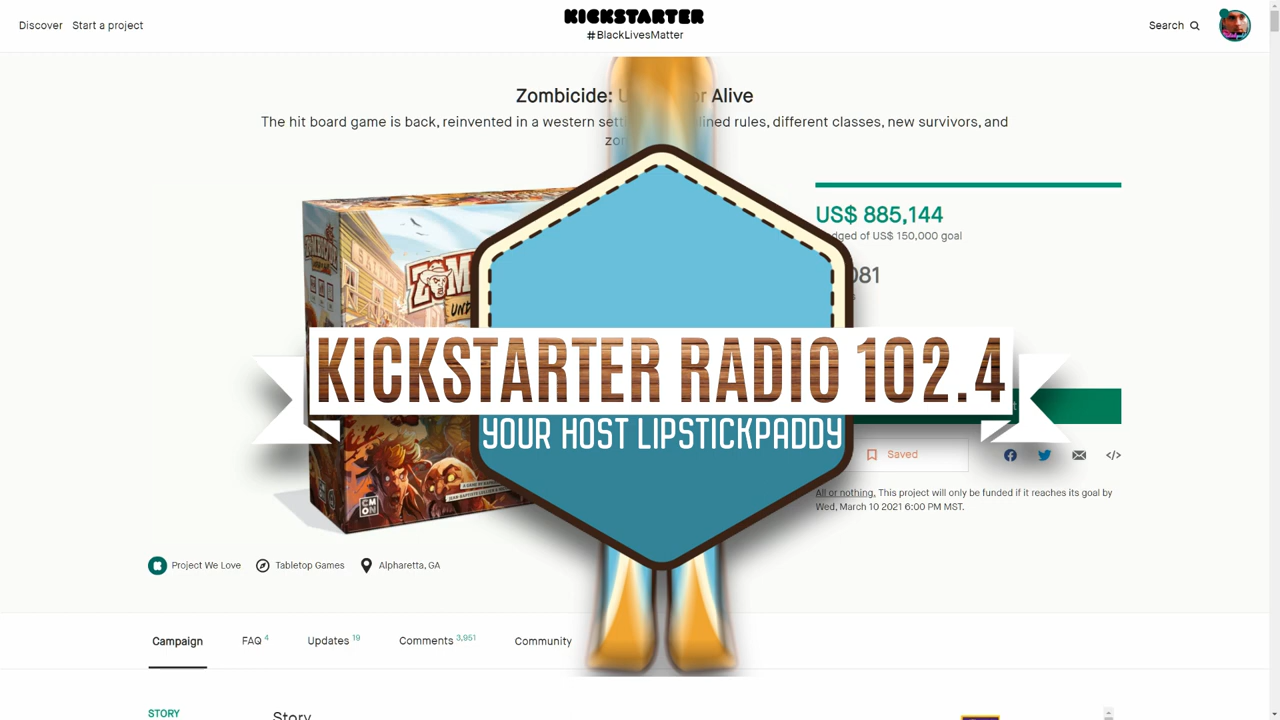 Discover Start a project
KICKSTARTER
#BlackLivesMatter
Search
Zombicide: or Alive
The hit board game is back, reinvented in a western rules, different classes, new survivors, and
US$ 885,144
of US$ 150,000 goal
081
KICKSTARTER RADIO 102.4
YOUR HOST LIPSTICKPADDY
Saved
</>
All or nothing. This project will only be funded if it reaches its goal by
Wed, March 10 2021 6:00 PM MST.
CMON
Project We Love Tabletop Games Alpharetta, GA
Campaign FAQ 4 Updates 19 Comments 3,951 Community
STORY Story